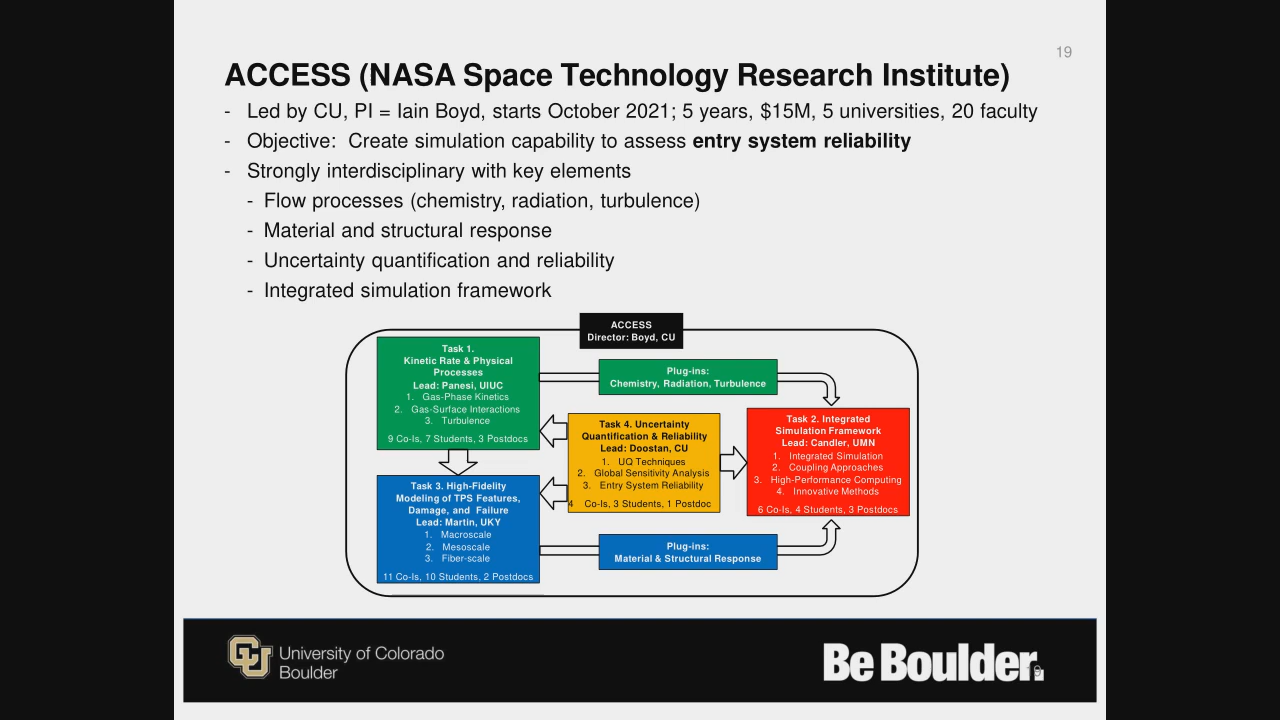 19
ACCESS (NASA Space Technology Research Institute)
- Led by CU, PI = Iain Boyd, starts October 2021; 5 years, $15M, 5 universities, 20 faculty
- Objective: Create simulation capability to assess entry system reliability
- Strongly interdisciplinary with key elements
- Flow processes (chemistry, radiation, turbulence)
- Material and structural response
- Uncertainty quantification and reliability
- Integrated simulation framework
ACCESS
Director: Boyd, CU
Task 1.
Kinetic Rate & Physical
Processes
Lead: Panesi, UIUC
1. Gas-Phase Kinetics
2. Gas-Surface Interactions
3. Turbulence
9 Co-Is, 7 Students, 3 Postdocs
Plug-ins:
Chemistry, Radiation, Turbulence
Task 4. Uncertainty
Quantification & Reliability
Lead: Doostan, CU
1. UQ Techniques
2. Global Sensitivity Analysis
3. Entry System Reliability
4 Co-Is, 3 Students, 1 Postdoc
Task 2. Integrated
Simulation Framework
Lead: Candler, UMN
1. Integrated Simulation
2. Coupling Approaches
3. High-Performance Computing
4. Innovative Methods
6 Co-Is, 4 Students, 3 Postdocs
Task 3. High-Fidelity
Modeling of TPS Features,
Damage, and Failure
Lead: Martin, UKY
1. Macroscale
2. Mesoscale
3. Fiber-scale
11 Co-Is, 10 Students, 2 Postdocs
Plug-ins:
Material & Structural Response
CU
University of Colorado
Boulder
Be Boulder.
19